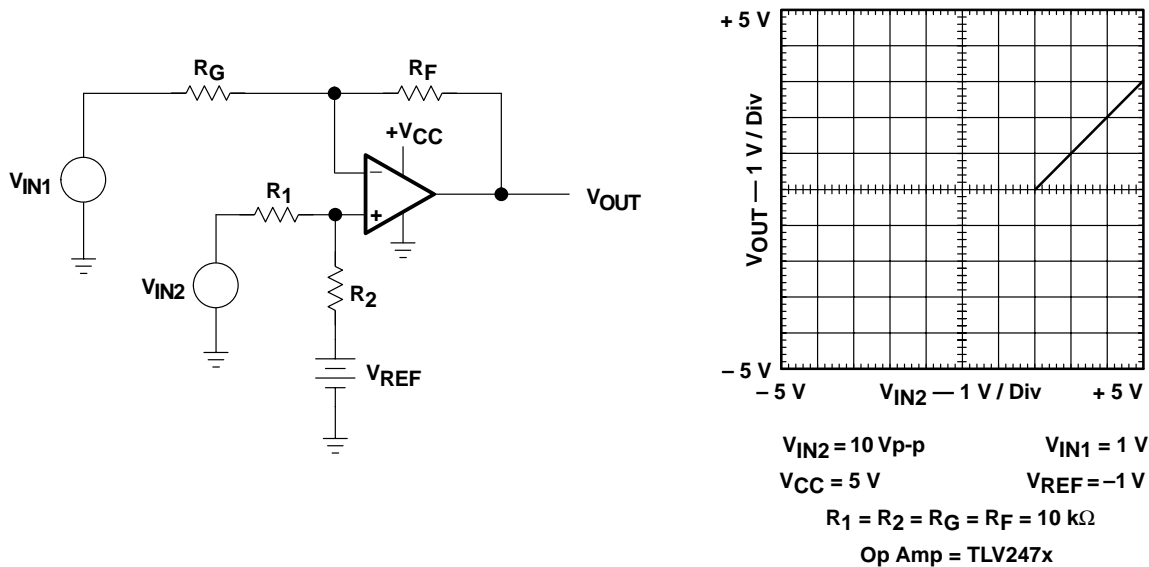 RG
RF
+VCC
VIN1
R1
−
+
VOUT
VIN2
R2
VREF
+ 5 V
VOUT — 1 V / Div
– 5 V
– 5 V
VIN2 — 1 V / Div
+ 5 V
VIN2 = 10 Vp-p
VIN1 = 1 V
VCC = 5 V
VREF = –1 V
R1 = R2 = RG = RF = 10 kΩ
Op Amp = TLV247x